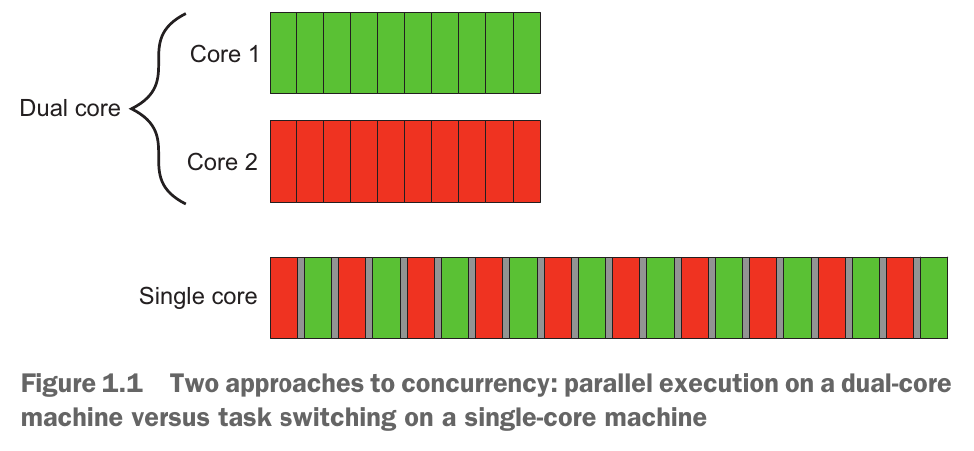 Core 1
Dual core
Core 2
Single core
Figure 1.1 Two approaches to concurrency: parallel execution on a dual-core
machine versus task switching on a single-core machine